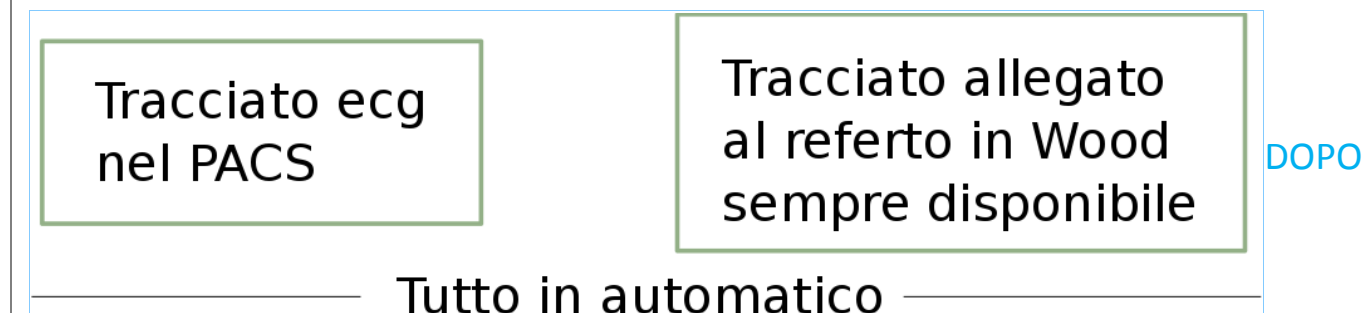 Tracciato ecg
nel PACS
Tracciato allegato
al referto in Wood
sempre disponibile
DOPO
Tutto in automatico